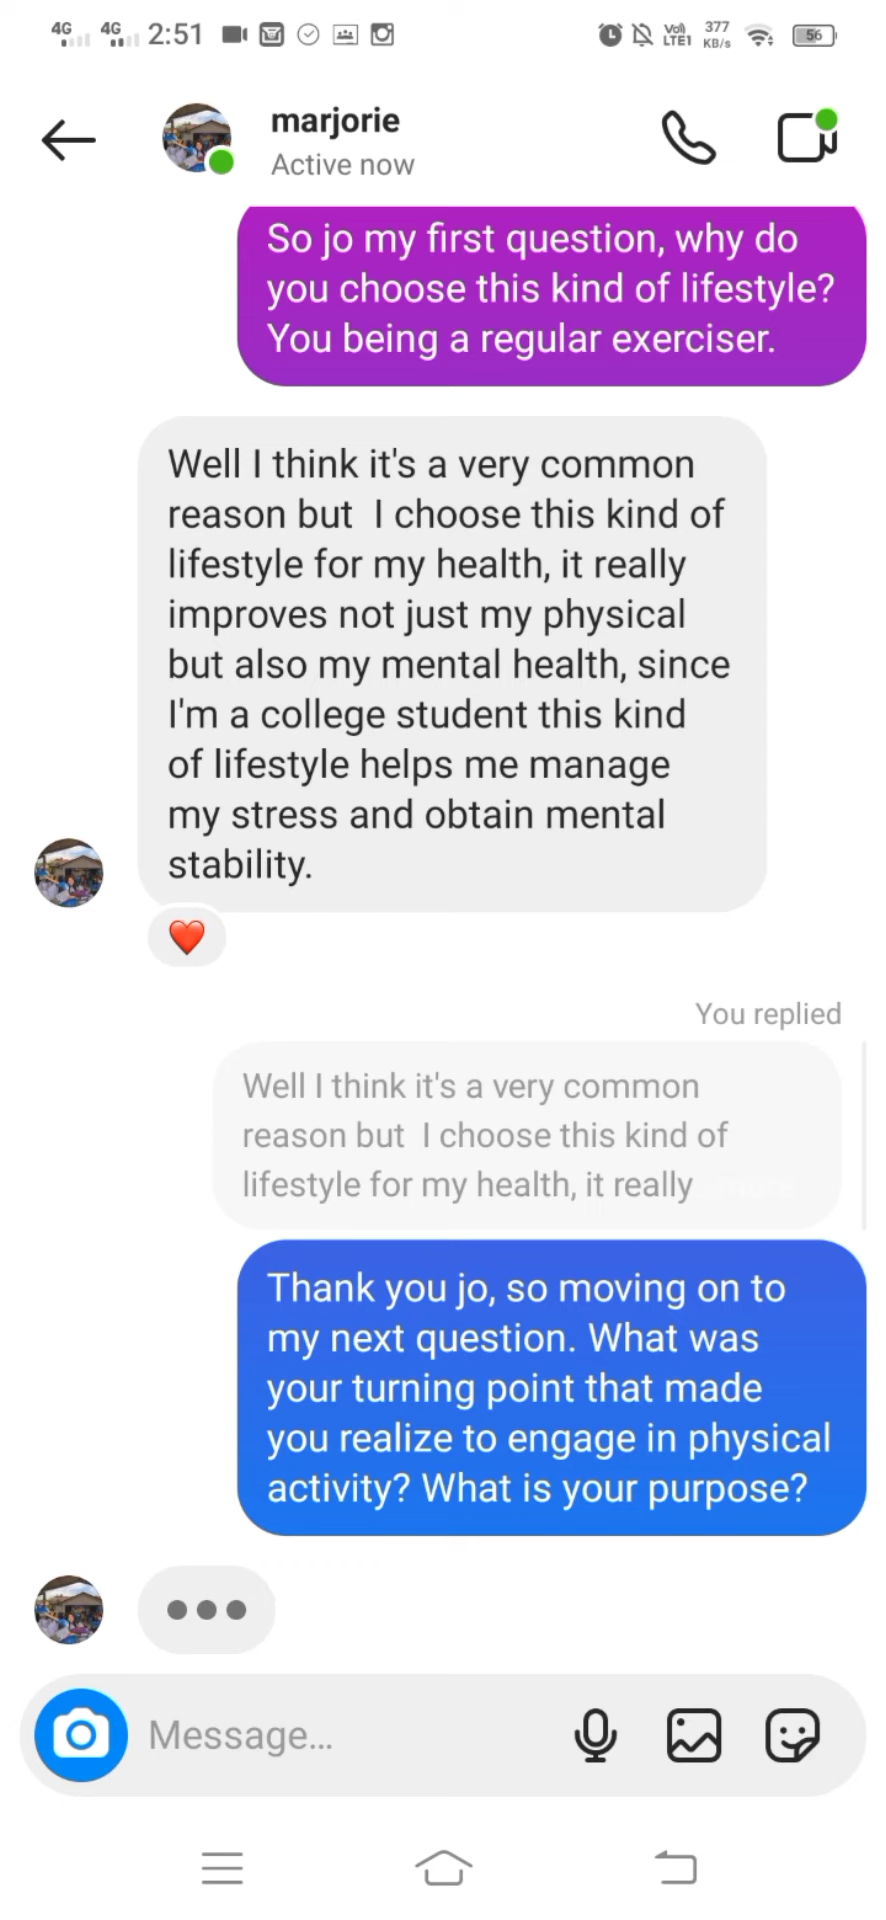 4G 4G 2:51 Vo) LTE1 377 KB/s 56
marjorie
Active now
So jo my first question, why do
you choose this kind of lifestyle?
You being a regular exerciser.
Well I think it's a very common
reason but  I choose this kind of
lifestyle for my health, it really
improves not just my physical
but also my mental health, since
I'm a college student this kind
of lifestyle helps me manage
my stress and obtain mental
stability.
You replied
Well I think it's a very common
reason but  I choose this kind of
lifestyle for my health, it really
Thank you jo, so moving on to
my next question. What was
your turning point that made
you realize to engage in physical
activity? What is your purpose?
Message...